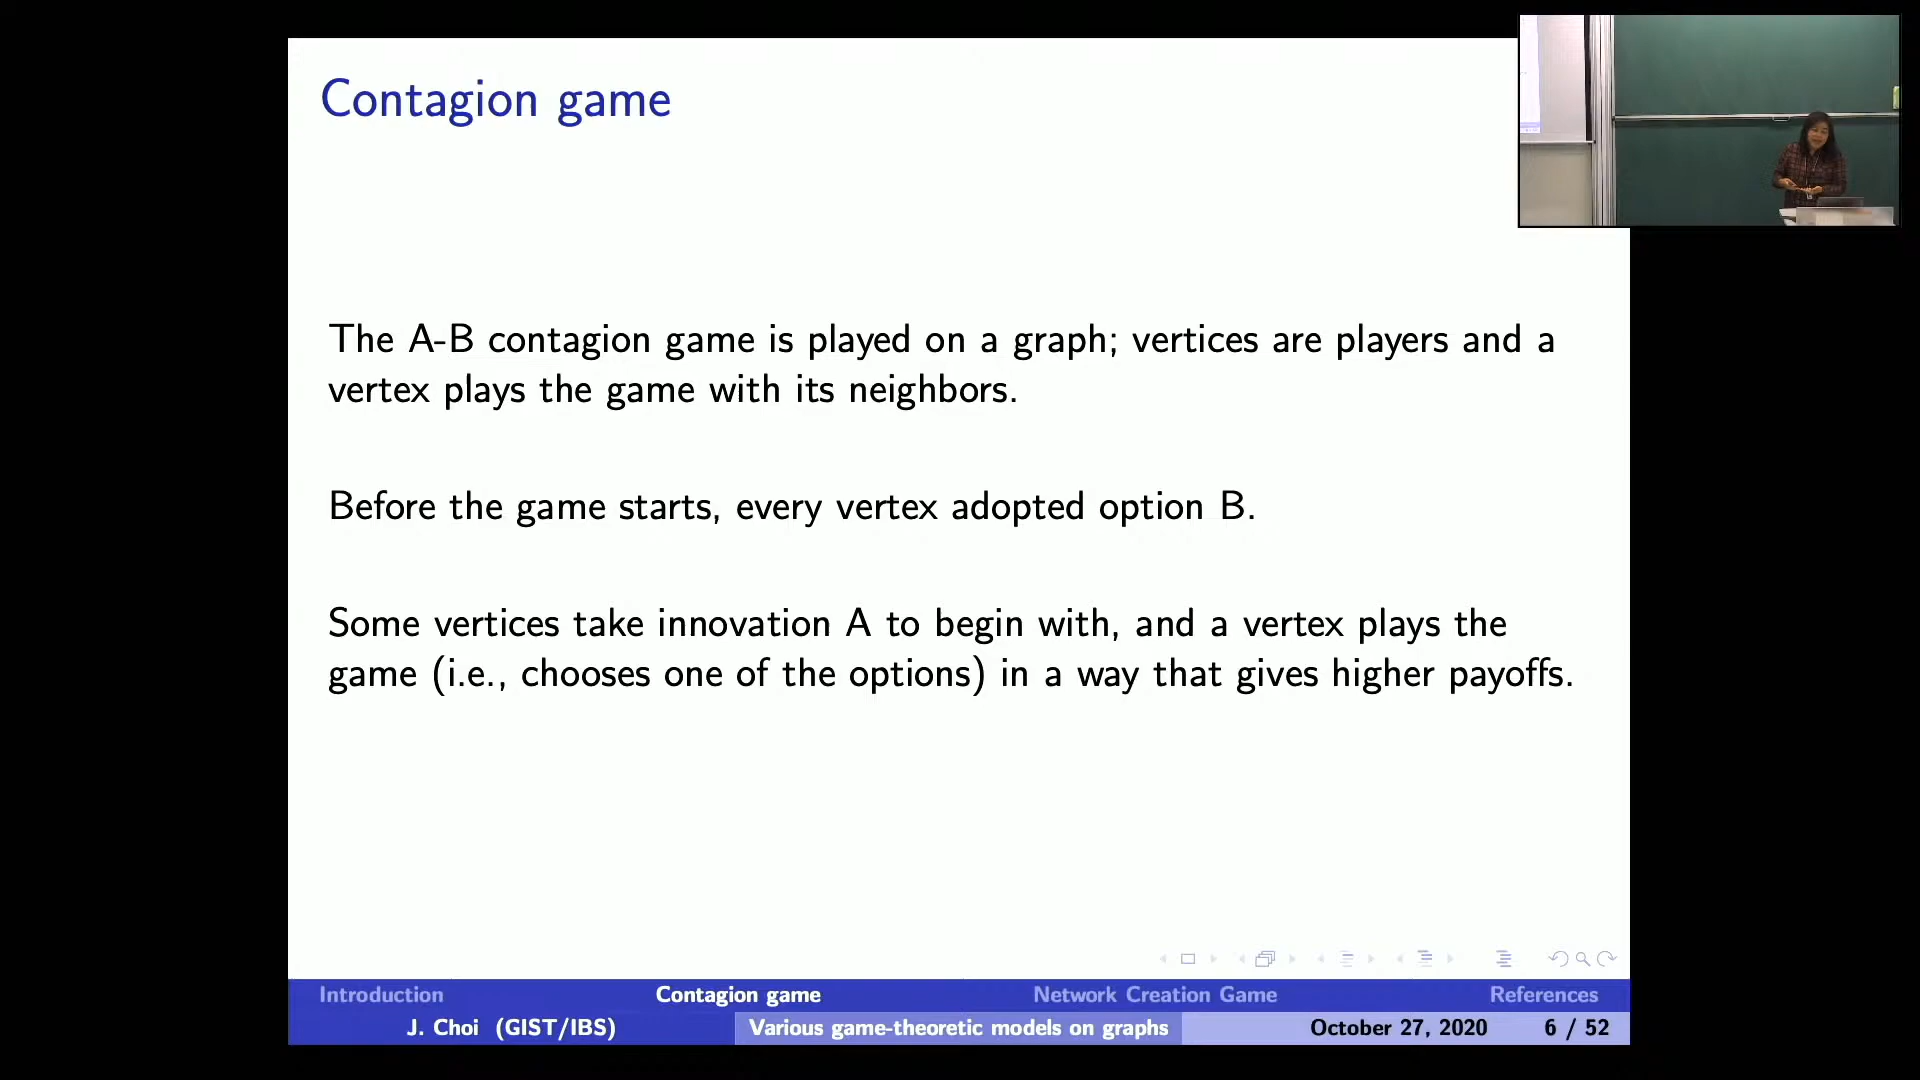 Contagion game
The A-B contagion game is played on a graph; vertices are players and a
vertex plays the game with its neighbors.
Before the game starts, every vertex adopted option B.
Some vertices take innovation A to begin with, and a vertex plays the
game (i.e., chooses one of the options) in a way that gives higher payoffs.
Introduction Contagion game Network Creation Game References
J. Choi (GIST/IBS) Various game-theoretic models on graphs October 27, 2020 6 / 52